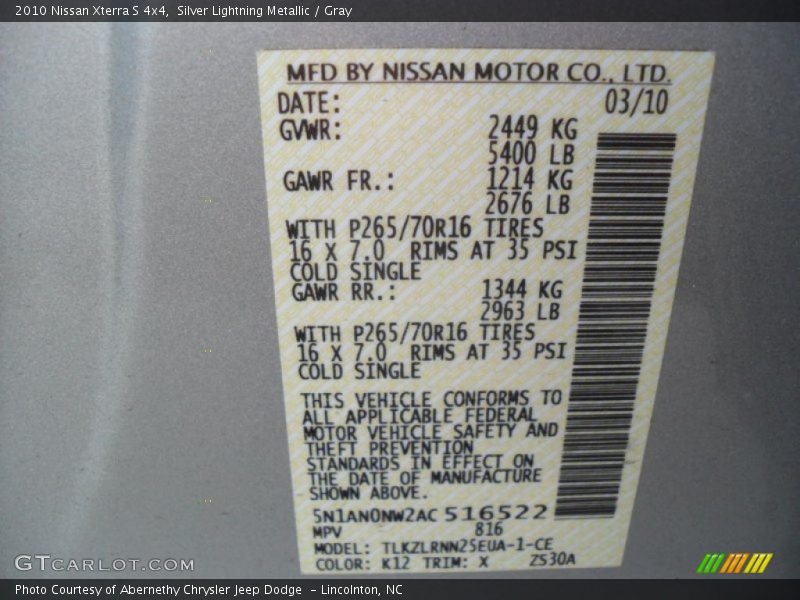 2010 Nissan Xterra S 4x4,  Silver Lightning Metallic / Gray
MFD BY NISSAN MOTOR CO., LTD.
DATE: 03/10
GVWR: 2449 KG
5400 LB
GAWR FR.: 1214 KG
2676 LB
WITH P265/70R16 TIRES
16 X 7.0 RIMS AT 35 PSI
COLD SINGLE
GAWR RR.: 1344 KG
2963 LB
WITH P265/70R16 TIRES
16 X 7.0 RIMS AT 35 PSI
COLD SINGLE
THIS VEHICLE CONFORMS TO
ALL APPLICABLE FEDERAL
MOTOR VEHICLE SAFETY AND
THEFT PREVENTION
STANDARDS IN EFFECT ON
THE DATE OF MANUFACTURE
SHOWN ABOVE.
5N1AN0NW2AC 516522
MPV 816
MODEL: TLKZLRNN25EUA-1-CE
COLOR: K12 TRIM: X ZS30A
GTCARLOT.COM
Photo Courtesy of Abernethy Chrysler Jeep Dodge  - Lincolnton, NC